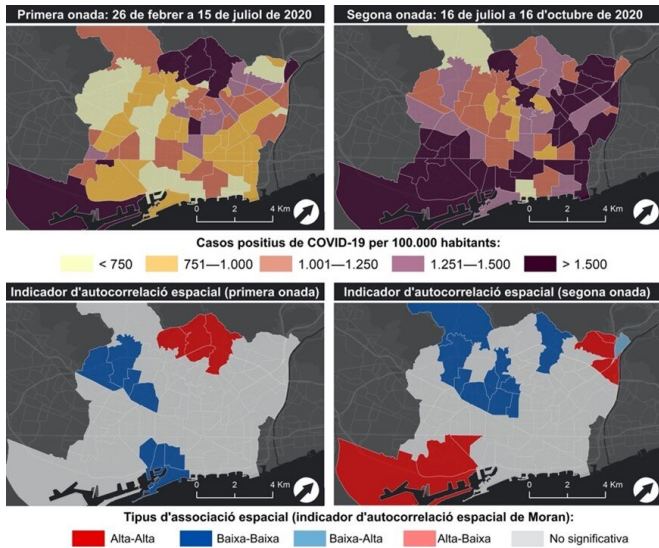 Primera onada: 26 de febrer a 15 de juliol de 2020
Segona onada: 16 de juliol a 16 d'octubre de 2020
0 2 4 Km
0 2 4 Km
Casos positius de COVID-19 per 100.000 habitants:
< 750 751—1.000 1.001—1.250 1.251—1.500 > 1.500
Indicador d'autocorrelació espacial (primera onada)
Indicador d'autocorrelació espacial (segona onada)
0 2 4 Km
0 2 4 Km
Tipus d'associació espacial (indicador d'autocorrelació espacial de Moran):
Alta-Alta Baixa-Baixa Baixa-Alta Alta-Baixa No significativa